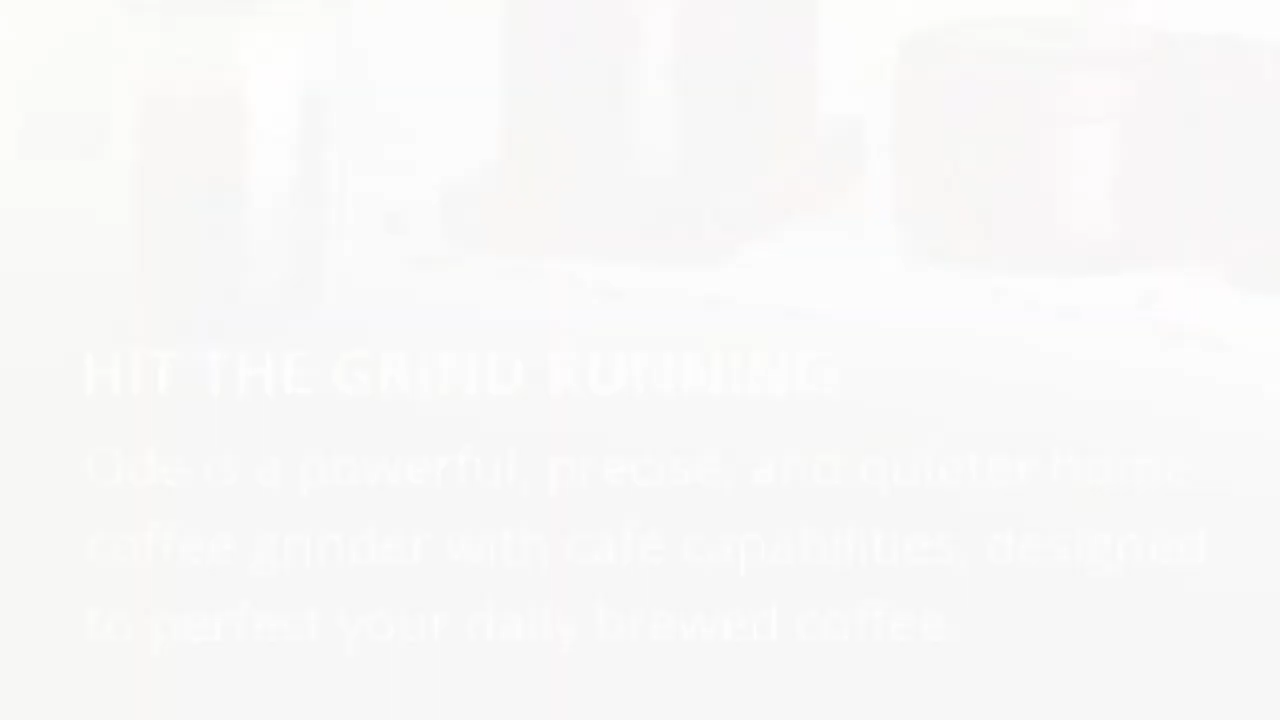 HIT THE GRIND RUNNING
Ode is a powerful, precise, and quieter home
coffee grinder with café capabilities, designed
to perfect your daily brewed coffee.